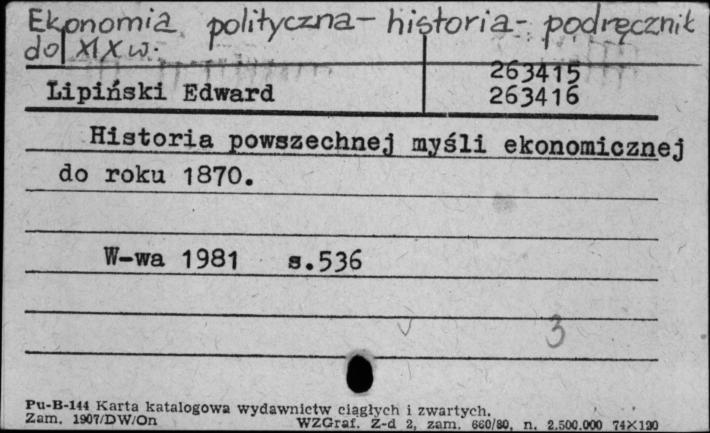 Ekonomia polityczna - historia - podręcznik
do XIX w.
263415
Lipiński Edward
263416
Historia powszechnej myśli ekonomicznej
do roku 1870.
W-wa 1981 s.536
3
Pu-B-144 Karta katalogowa wydawnictw ciągłych i zwartych.
Zam. 1907/DW/On WZGraf. Z-d 2, zam. 660/80, n. 2.500.000 74×120